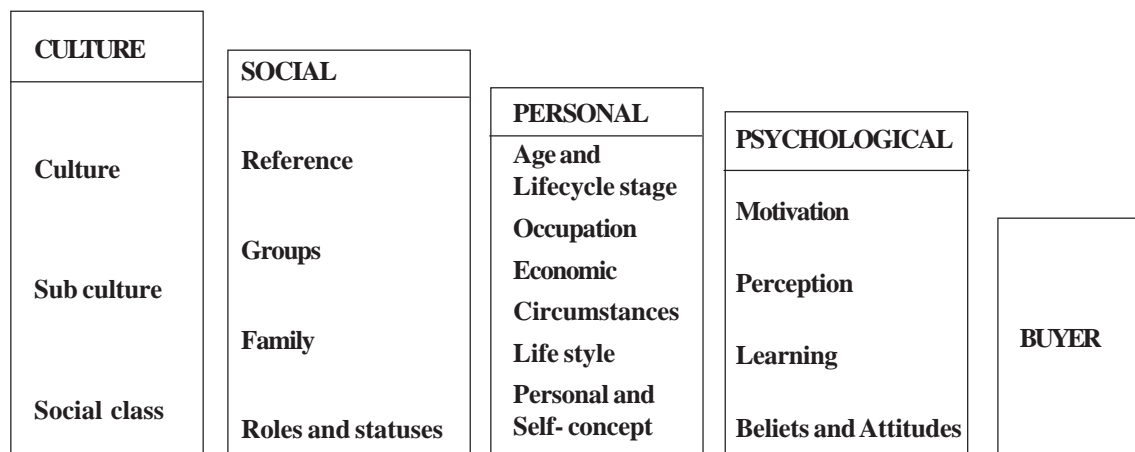 CULTURE
Culture
Sub culture
Social class
SOCIAL
Reference
Groups
Family
Roles and statuses
PERSONAL
Age and
Lifecycle stage
Occupation
Economic
Circumstances
Life style
Personal and
Self- concept
PSYCHOLOGICAL
Motivation
Perception
Learning
Beliets and Attitudes
BUYER